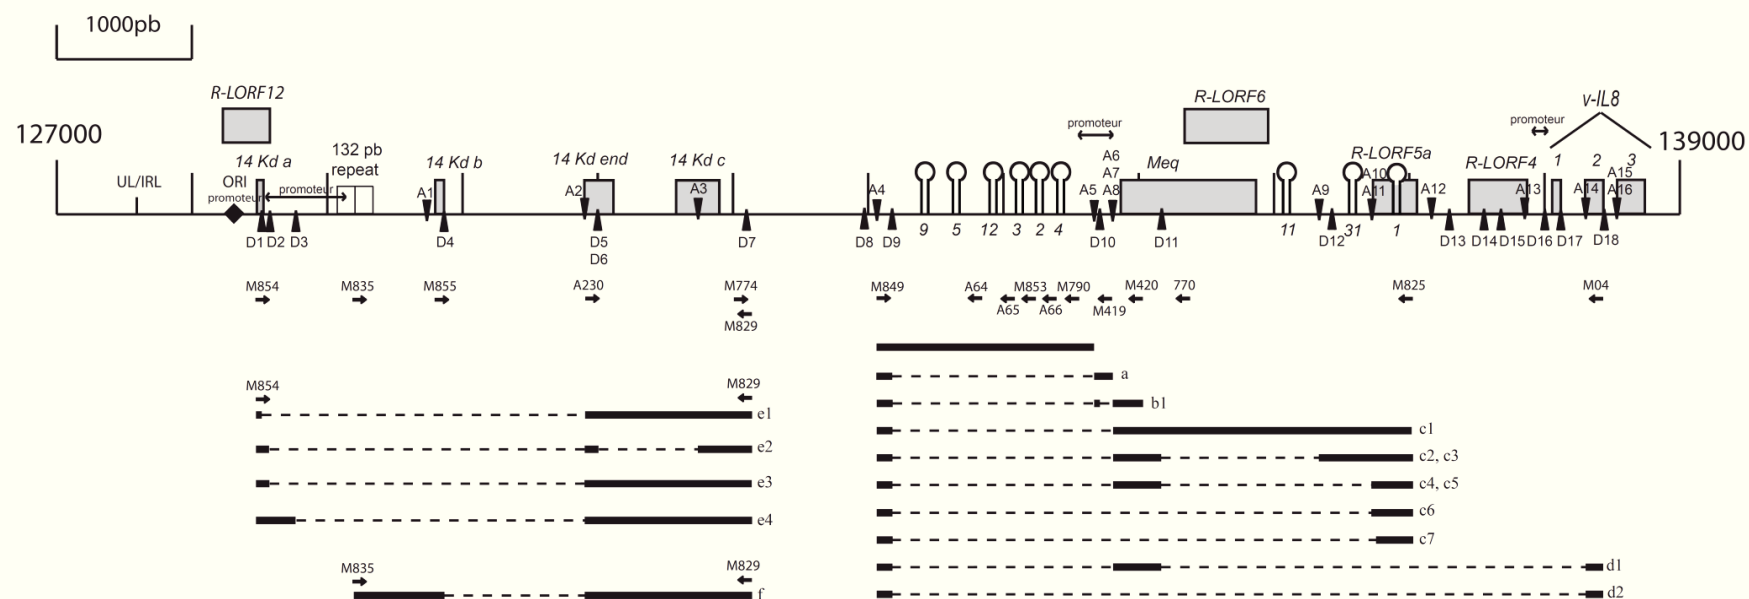 1000pb
R-LORF12
R-LORF6
v-IL8
promoteur
promoteur
127000
139000
132 pb
repeat
14 Kd a
14 Kd b
14 Kd end
14 Kd c
A6
A7
Meq
R-LORF5a
R-LORF4
1
2
3
UL/IRL
ORI
promoteur
promoteur
A1
A2
A3
A4
A5
A8
A9
A10
A11
A12
A13
A14
A15
A16
D1
D2
D3
D4
D5
D6
D7
D8
D9
9
5
12
3
2
4
D10
D11
11
D12
31
1
D13
D14
D15
D16
D17
D18
M854
M835
M855
A230
M774
M829
M849
A64
A65
M853
A66
M790
M419
M420
770
M825
M04
M854
M829
e1
e2
e3
e4
M835
M829
f
a
b1
c1
c2, c3
c4, c5
c6
c7
d1
d2